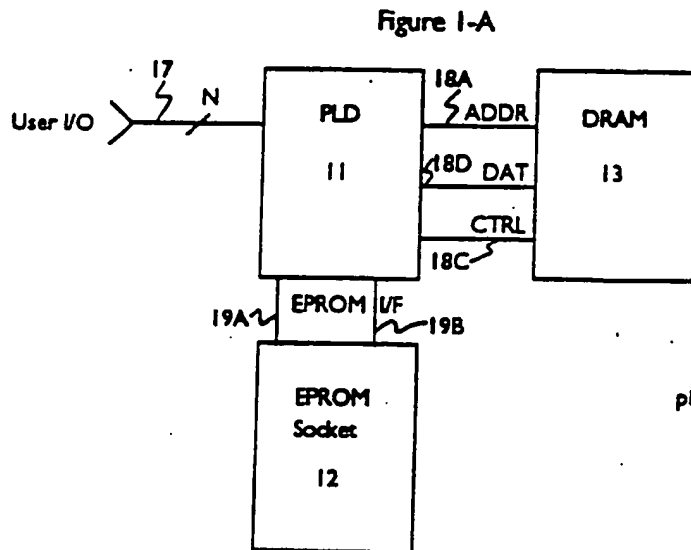 Figure 1-A
17
N
User I/O
PLD
11
18A
ADDR
18D
DAT
CTRL
18C
DRAM
13
19A
EPROM I/F
19B
EPROM
Socket
12